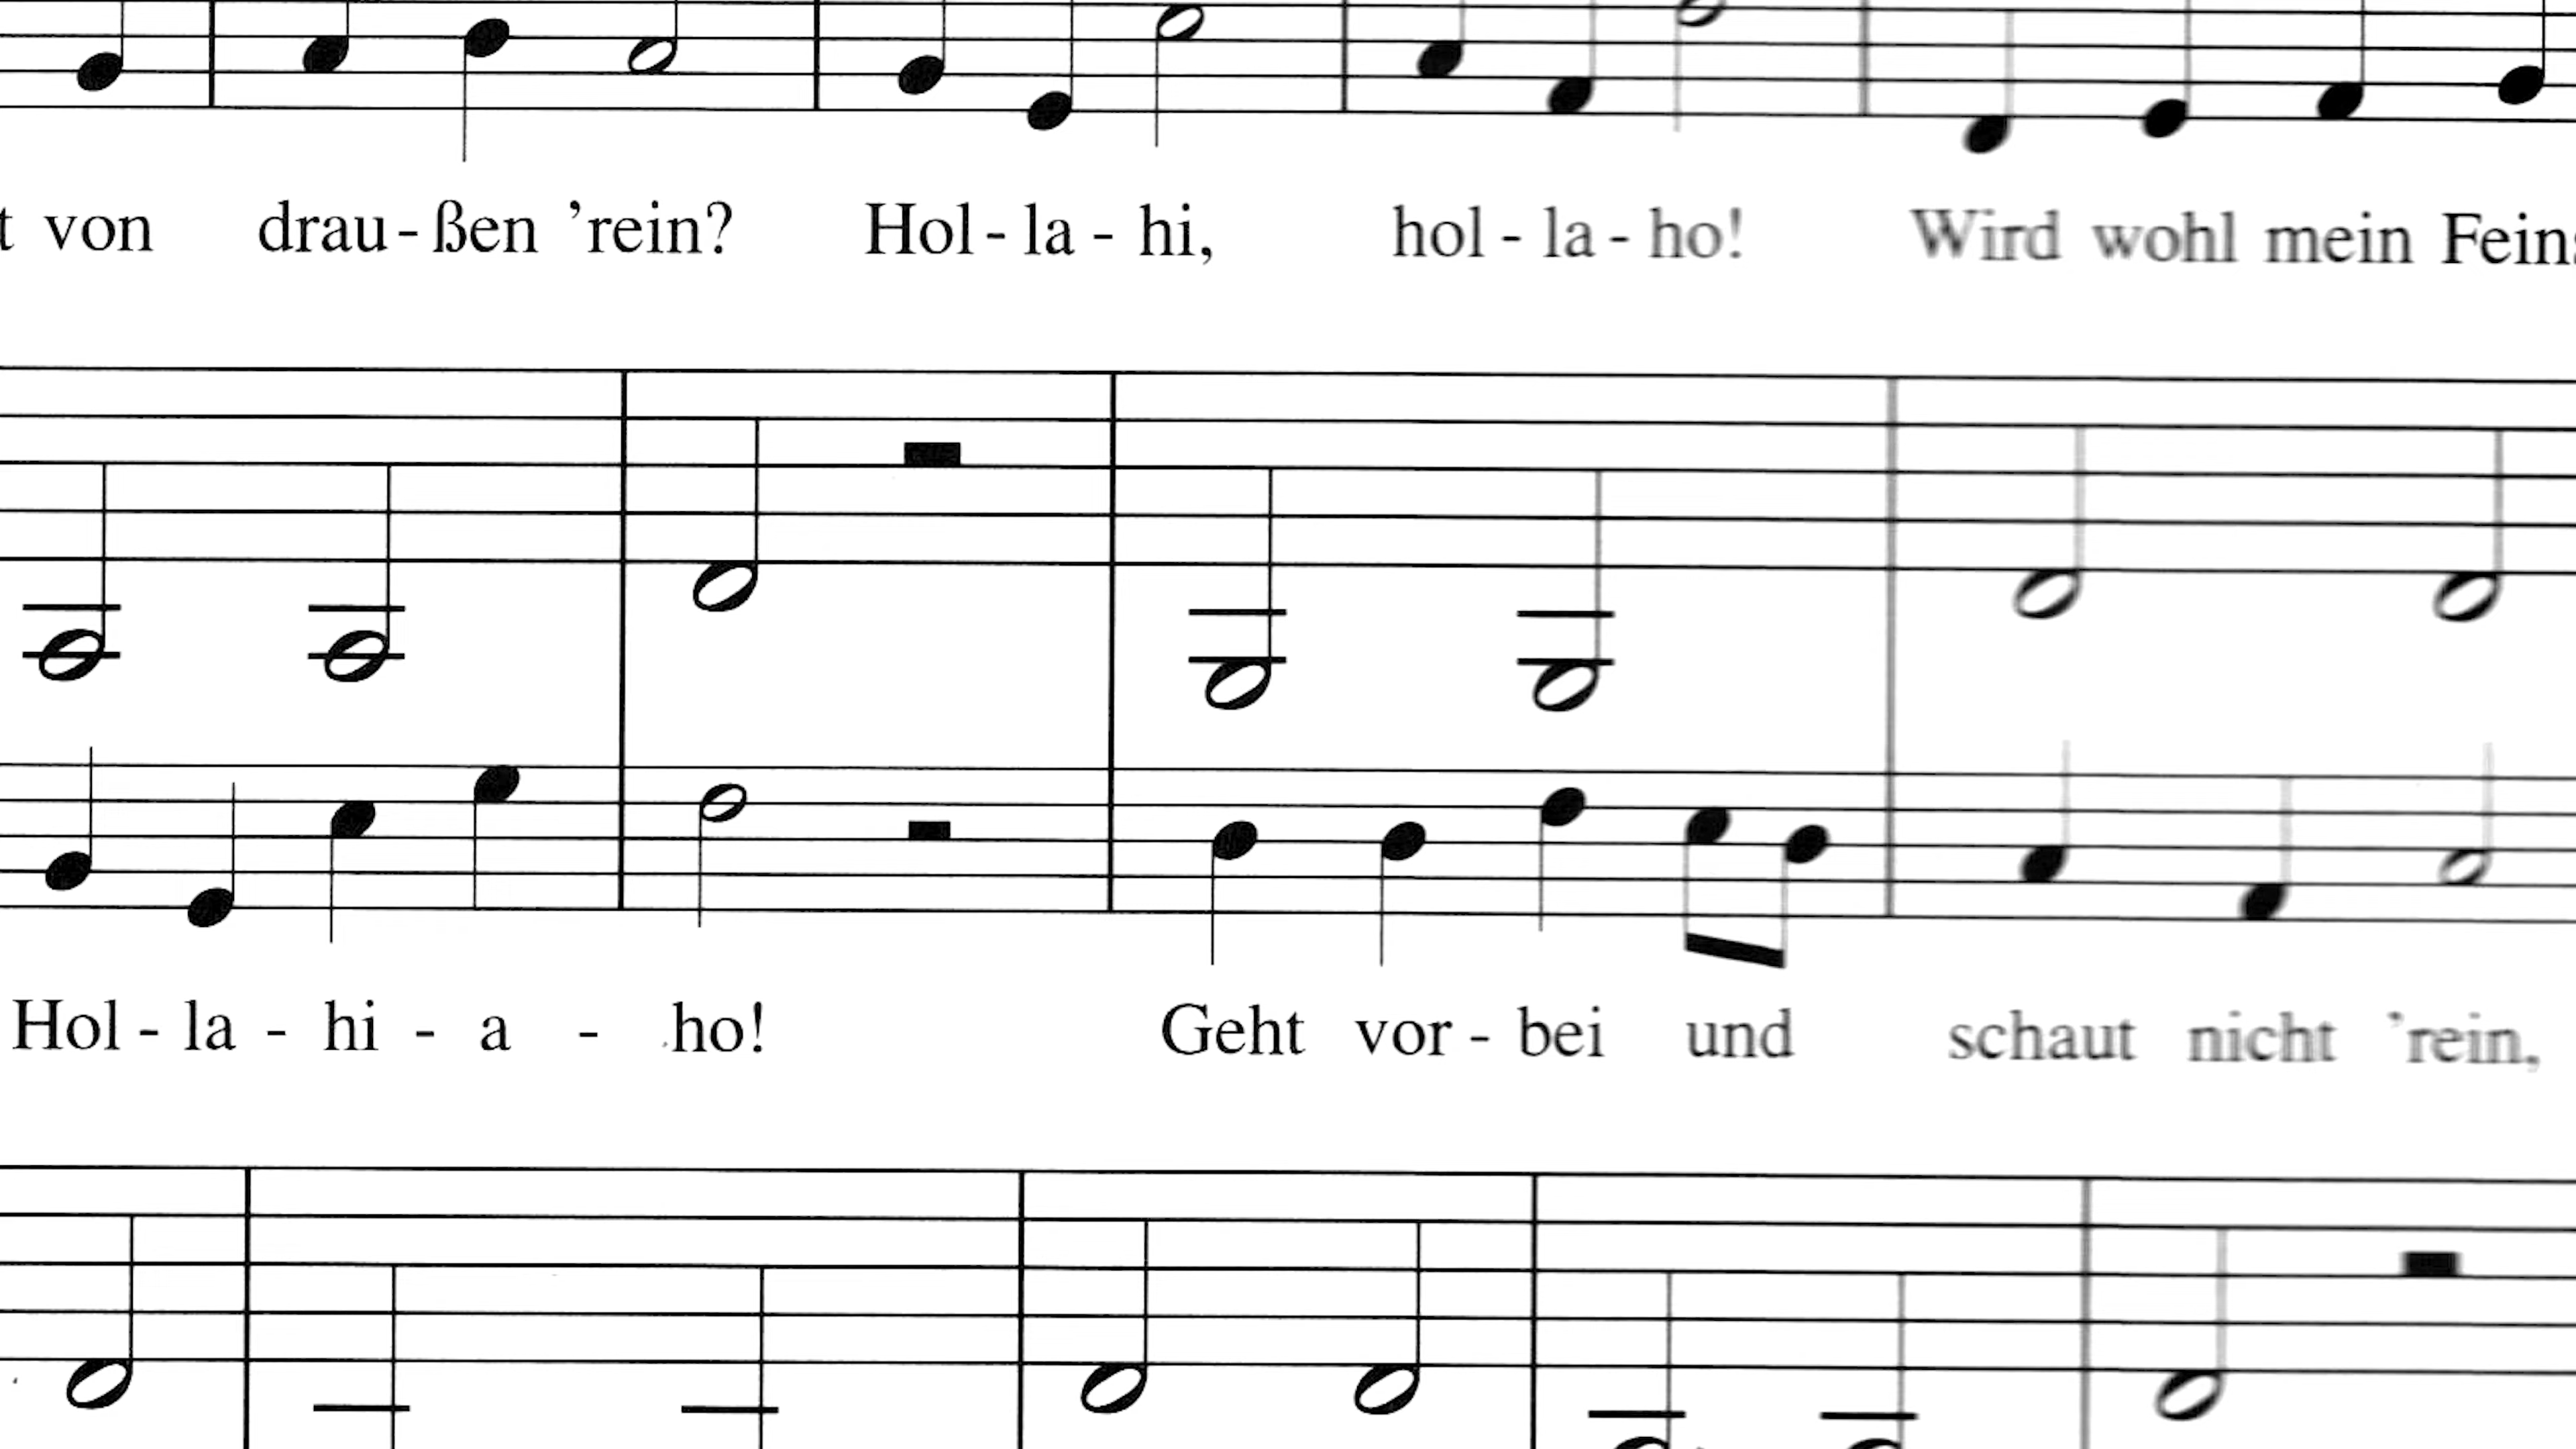 t von drau-ßen ’rein? Hol-la-hi, hol-la-ho! Wird wohl mein Feins
Hol-la-hi-a-ho! Geht vor-bei und schaut nicht ’rein,